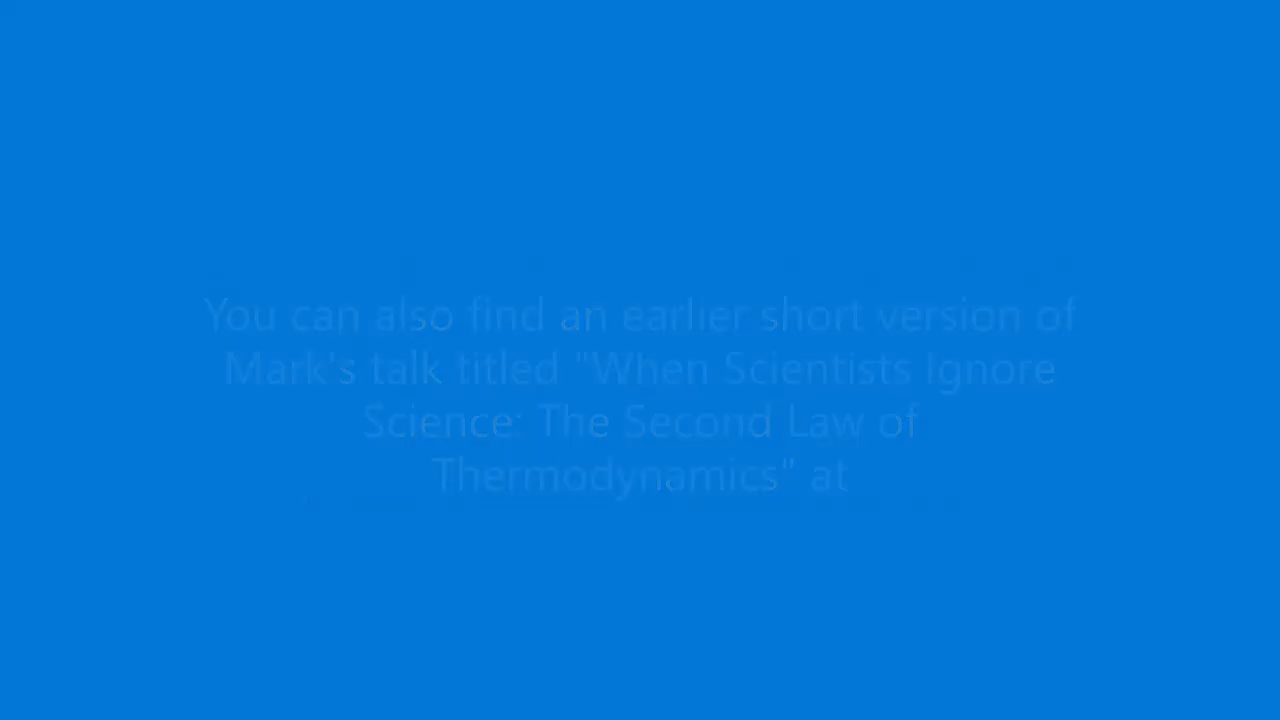 You can also find an earlier short version of
Mark's talk titled "When Scientists Ignore
Science: The Second Law of
Thermodynamics" at